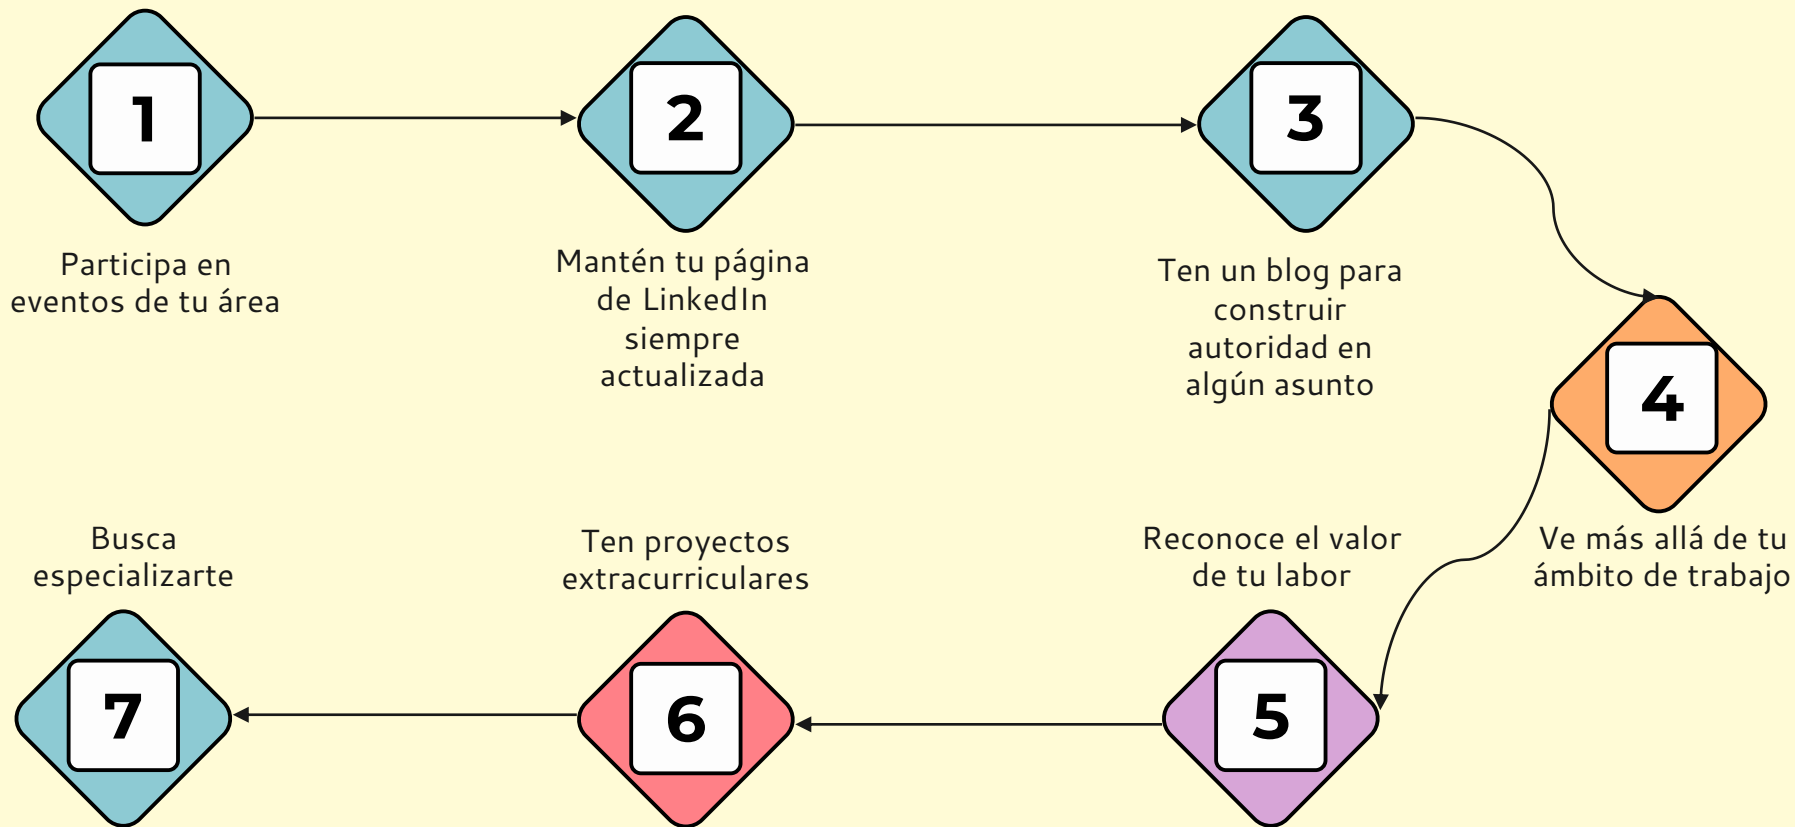 1
Participa en
eventos de tu área
2
Mantén tu página
de LinkedIn
siempre
actualizada
3
Ten un blog para
construir
autoridad en
algún asunto
4
Ve más allá de tu
ámbito de trabajo
Reconoce el valor
de tu labor
5
Ten proyectos
extracurriculares
6
Busca
especializarte
7